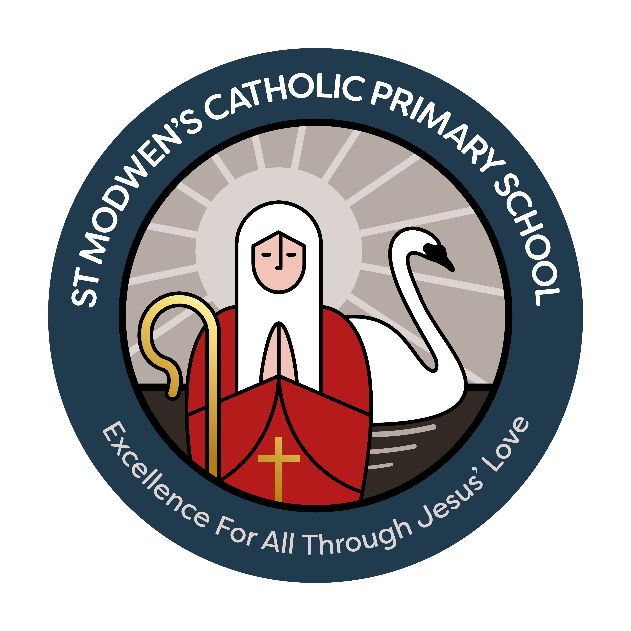 ST MODWEN'S CATHOLIC PRIMARY SCHOOL
Excellence For All Through Jesus' Love